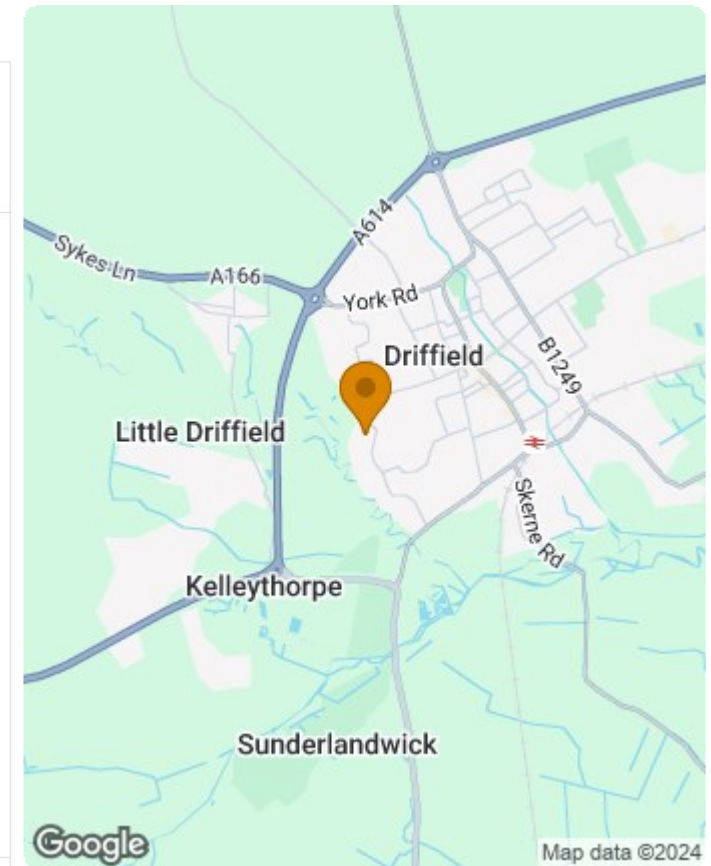 A614
Sykes Ln
A166
York Rd
Driffield
B1249
Little Driffield
Skerne Rd
Kelleythorpe
Sunderlandwick
Google
Map data ©2024